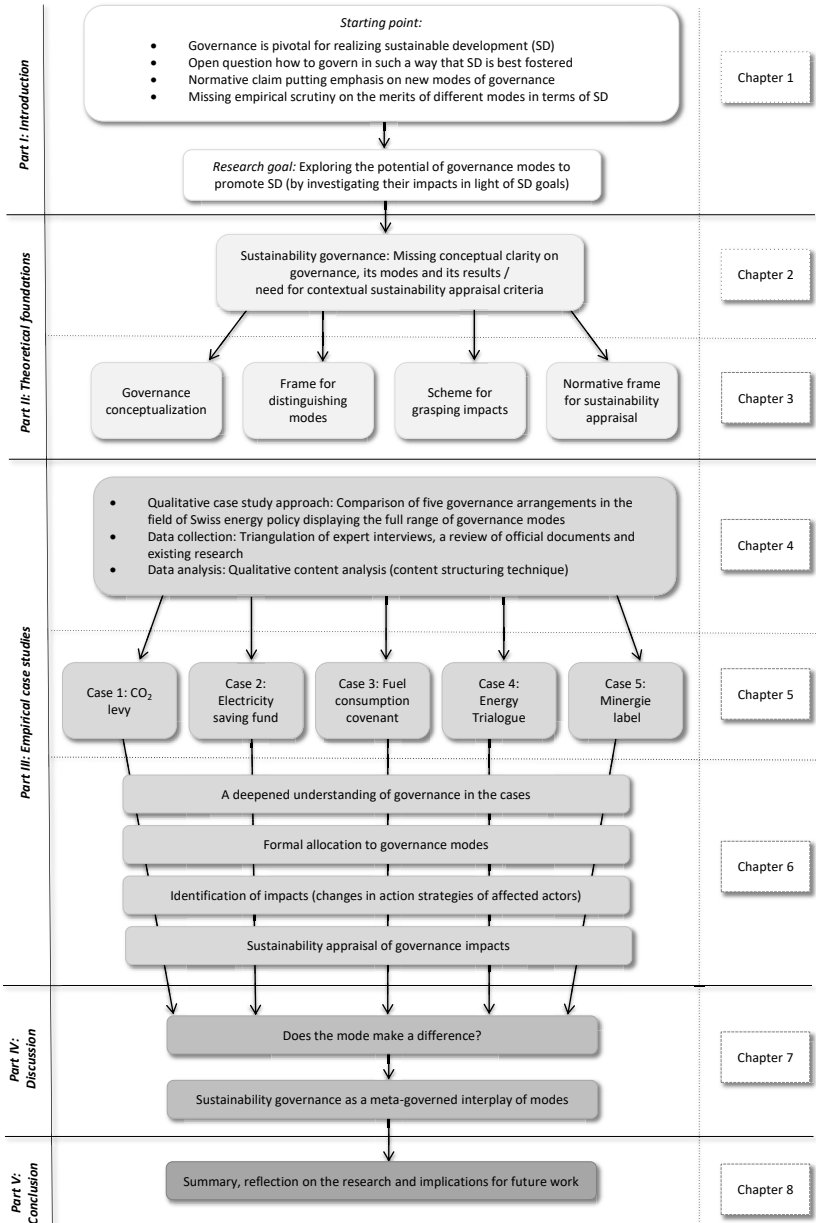 Part I: Introduction
Starting point:
• Governance is pivotal for realizing sustainable development (SD)
• Open question how to govern in such a way that SD is best fostered
• Normative claim putting emphasis on new modes of governance
• Missing empirical scrutiny on the merits of different modes in terms of SD
Chapter 1
Research goal: Exploring the potential of governance modes to
promote SD (by investigating their impacts in light of SD goals)
Part II: Theoretical foundations
Sustainability governance: Missing conceptual clarity on
governance, its modes and its results /
need for contextual sustainability appraisal criteria
Chapter 2
Governance
conceptualization
Frame for
distinguishing
modes
Scheme for
grasping impacts
Normative frame
for sustainability
appraisal
Chapter 3
Part III: Empirical case studies
• Qualitative case study approach: Comparison of five governance arrangements in the
field of Swiss energy policy displaying the full range of governance modes
• Data collection: Triangulation of expert interviews, a review of official documents and
existing research
• Data analysis: Qualitative content analysis (content structuring technique)
Chapter 4
Case 1: CO₂
levy
Case 2:
Electricity
saving fund
Case 3: Fuel
consumption
covenant
Case 4:
Energy
Trialogue
Case 5:
Minergie
label
Chapter 5
A deepened understanding of governance in the cases
Formal allocation to governance modes
Identification of impacts (changes in action strategies of affected actors)
Sustainability appraisal of governance impacts
Chapter 6
Part IV:
Discussion
Does the mode make a difference?
Sustainability governance as a meta-governed interplay of modes
Chapter 7
Part V:
Conclusion
Summary, reflection on the research and implications for future work
Chapter 8